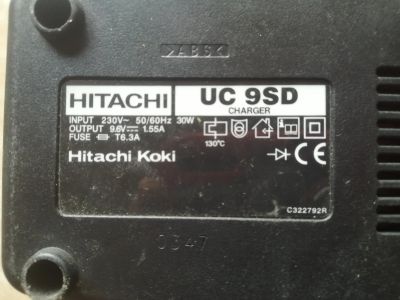 >ABSK
HITACHI
UC 9SD
CHARGER
INPUT 230V~ 50/60Hz 30W
OUTPUT 9.6V⎓ 1.55A
FUSE T6.3A
130℃
Hitachi Koki
CE
C322792R
0347